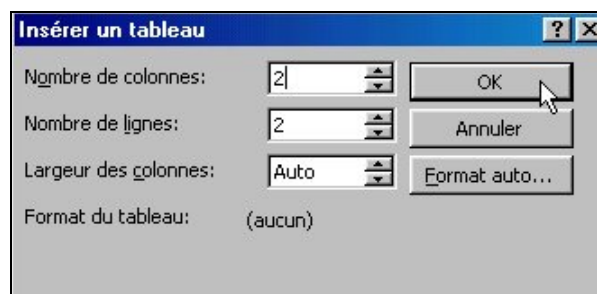 Insérer un tableau
Nombre de colonnes: 2 OK
Nombre de lignes: 2 Annuler
Largeur des colonnes: Auto Format auto...
Format du tableau: (aucun)